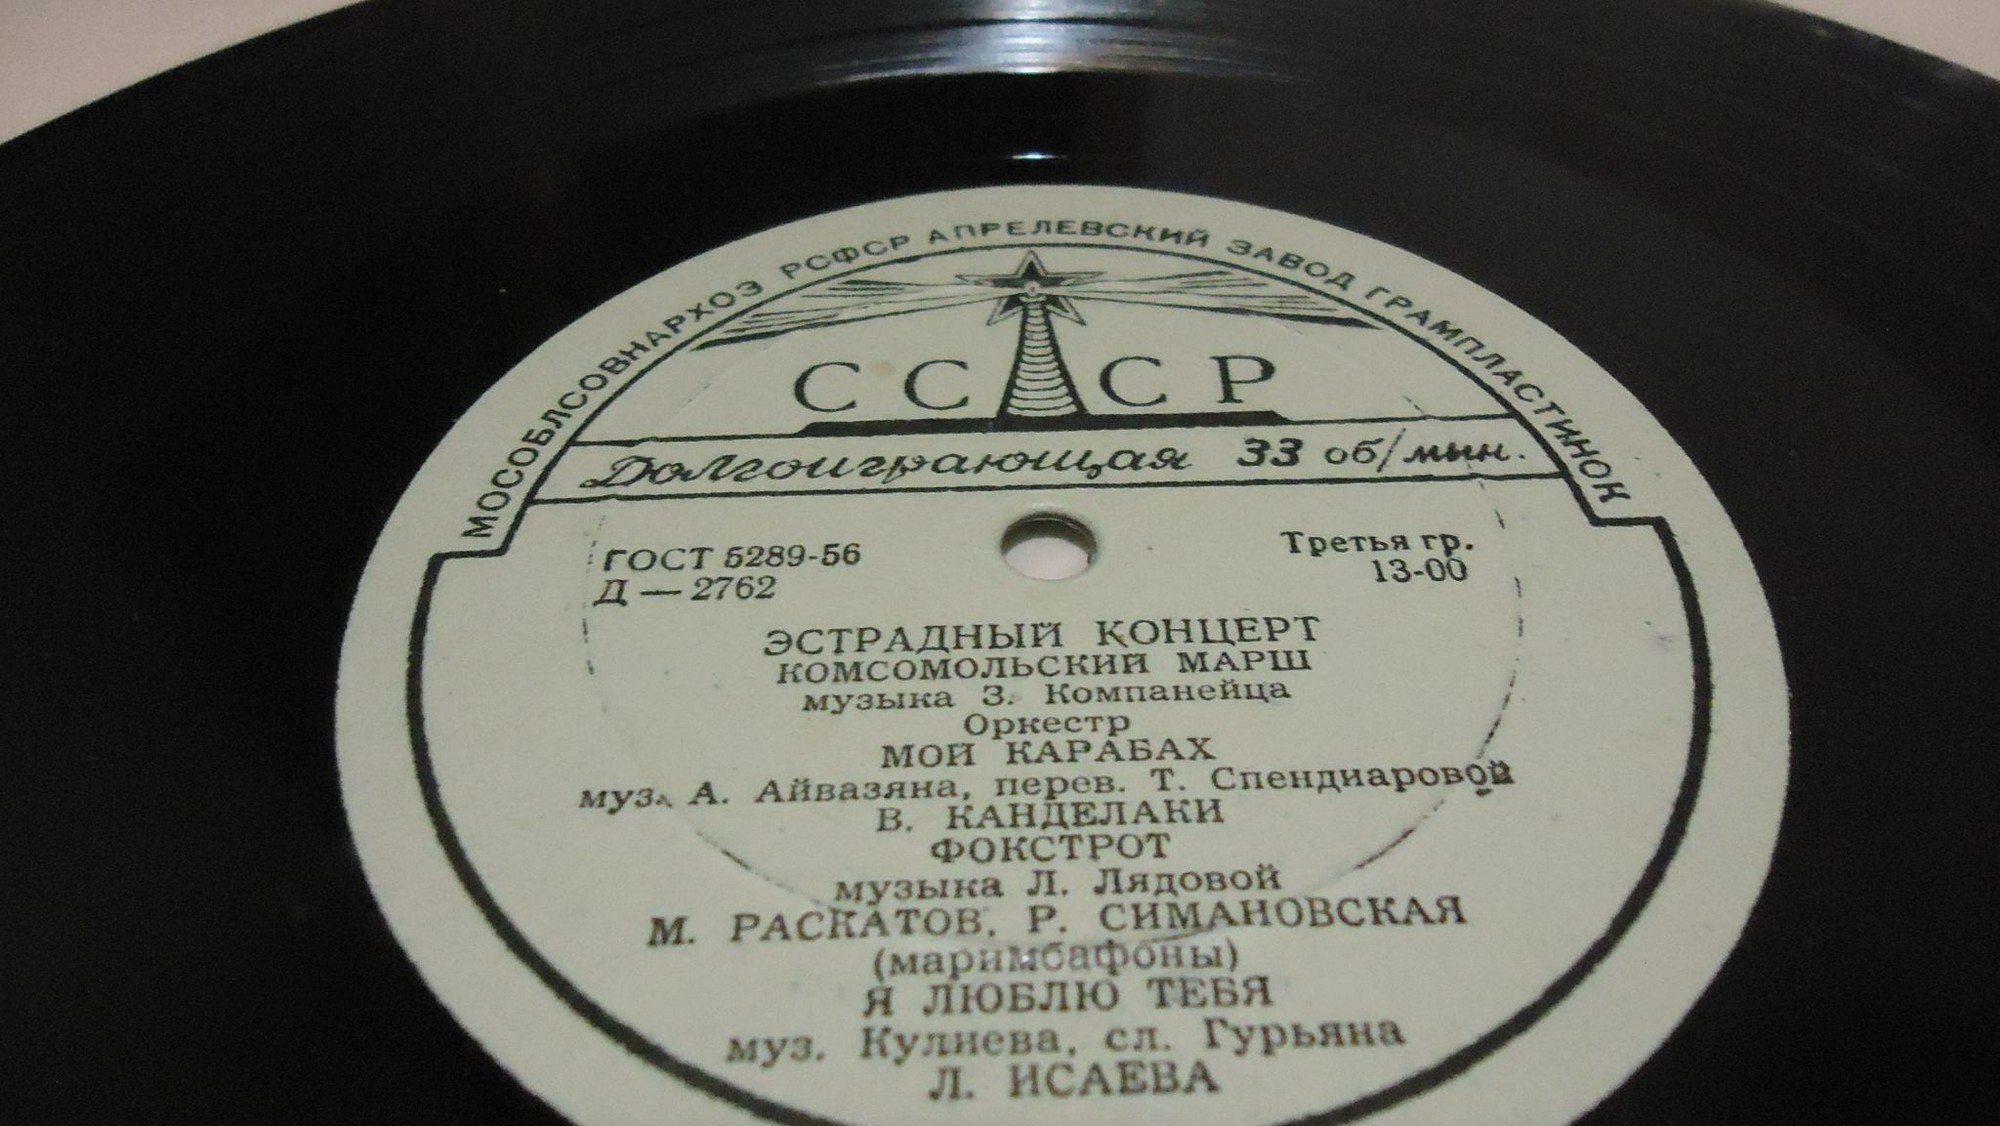 МОСОБЛСОВНАРХОЗ РСФСР АПРЕЛЕВСКИЙ ЗАВОД ГРАМПЛАСТИНОК
СССР
Долгоиграющая 33 об/мин.
ГОСТ 5289-56
Д — 2762
Третья гр.
13-00
ЭСТРАДНЫЙ КОНЦЕРТ
КОМСОМОЛЬСКИЙ МАРШ
музыка З. Компанейца
Оркестр
МОЙ КАРАБАХ
муз. А. Айвазяна, перев. Т. Спендиаровой
В. КАНДЕЛАКИ
ФОКСТРОТ
музыка Л. Лядовой
М. РАСКАТОВ, Р. СИМАНОВСКАЯ
(маримбафоны)
Я ЛЮБЛЮ ТЕБЯ
муз. Кулиева, сл. Гурьяна
Л. ИСАЕВА